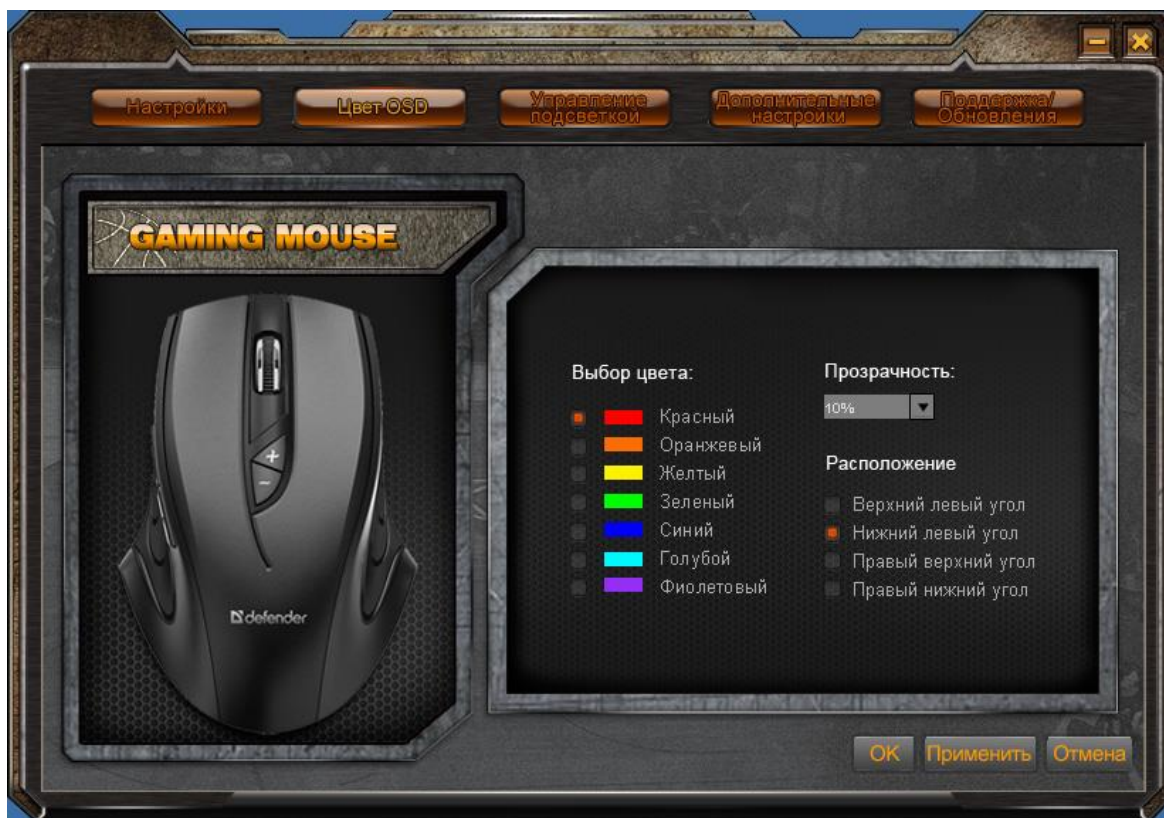 Настройки
Цвет OSD
Управление
подсветкой
Дополнительные
настройки
Поддержка/
Обновления
GAMING MOUSE
+
-
defender
Выбор цвета:
Красный
Оранжевый
Желтый
Зеленый
Синий
Голубой
Фиолетовый
Прозрачность:
10%
Расположение
Верхний левый угол
Нижний левый угол
Правый верхний угол
Правый нижний угол
OK
Применить
Отмена